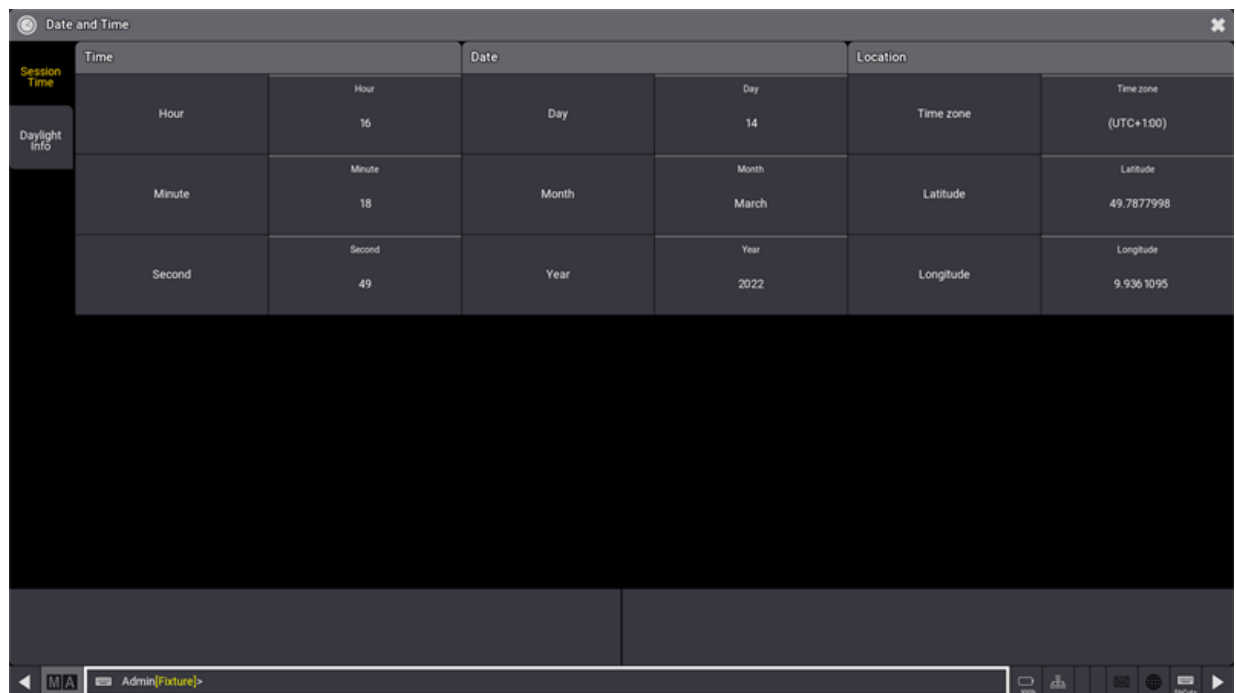 Date and Time
Session
Time
Daylight
Info
Time
Date
Location
Hour
Hour
16
Day
Day
14
Time zone
Time zone
(UTC+1:00)
Minute
Minute
18
Month
Month
March
Latitude
Latitude
49.7877998
Second
Second
49
Year
Year
2022
Longitude
Longitude
9.9361095
MA
Admin[Fixture]>
100%